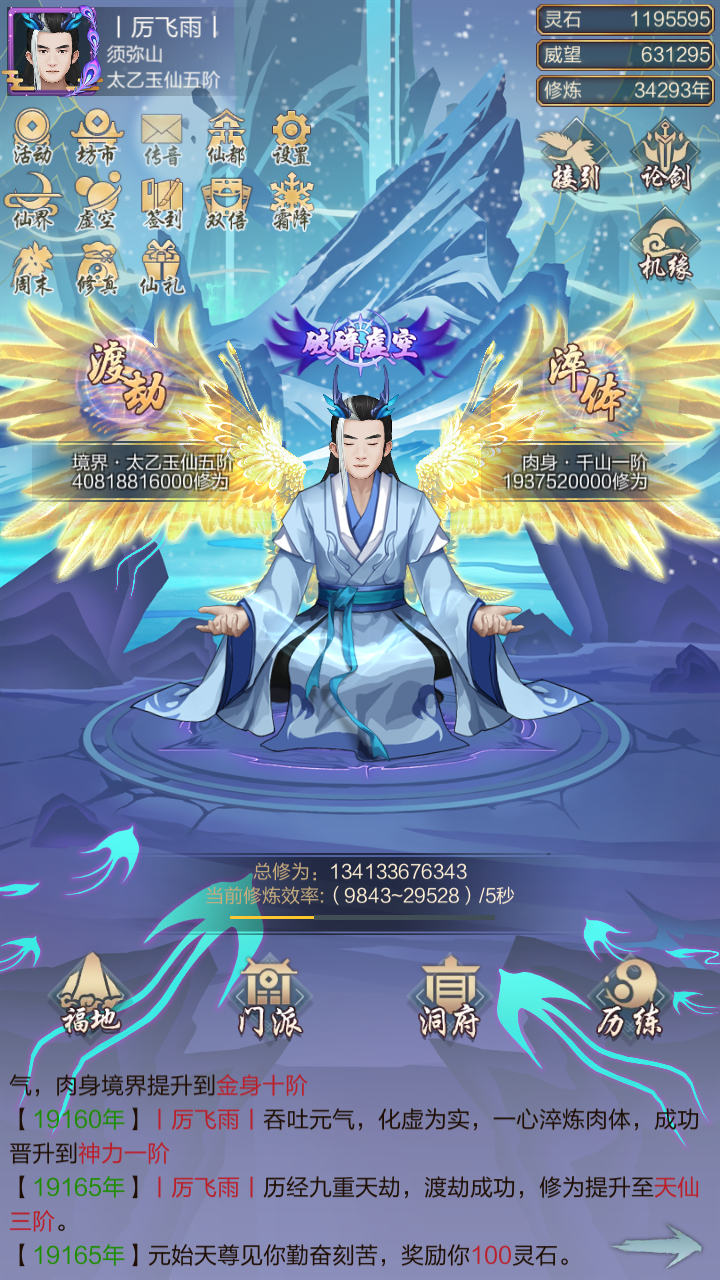 丨厉飞雨丨
须弥山
太乙玉仙五阶
灵石 1195595
威望 631295
修炼 34293年
活动 坊市 传音 仙都 设置
接引 论剑
仙界 虚空 签到 双倍 霜降
机缘
周末 修真 仙礼
破碎虚空
渡劫
淬体
境界·太乙玉仙五阶
40818816000修为
肉身·千山一阶
1937520000修为
总修为：134133676343
当前修炼效率:（9843~29528）/5秒
福地 门派 洞府 历练
气，肉身境界提升到金身十阶
【19160年】丨厉飞雨丨吞吐元气，化虚为实，一心淬炼肉体，成功
晋升到神力一阶
【19165年】丨厉飞雨丨历经九重天劫，渡劫成功，修为提升至天仙
三阶。
【19165年】元始天尊见你勤奋刻苦，奖励你100灵石。